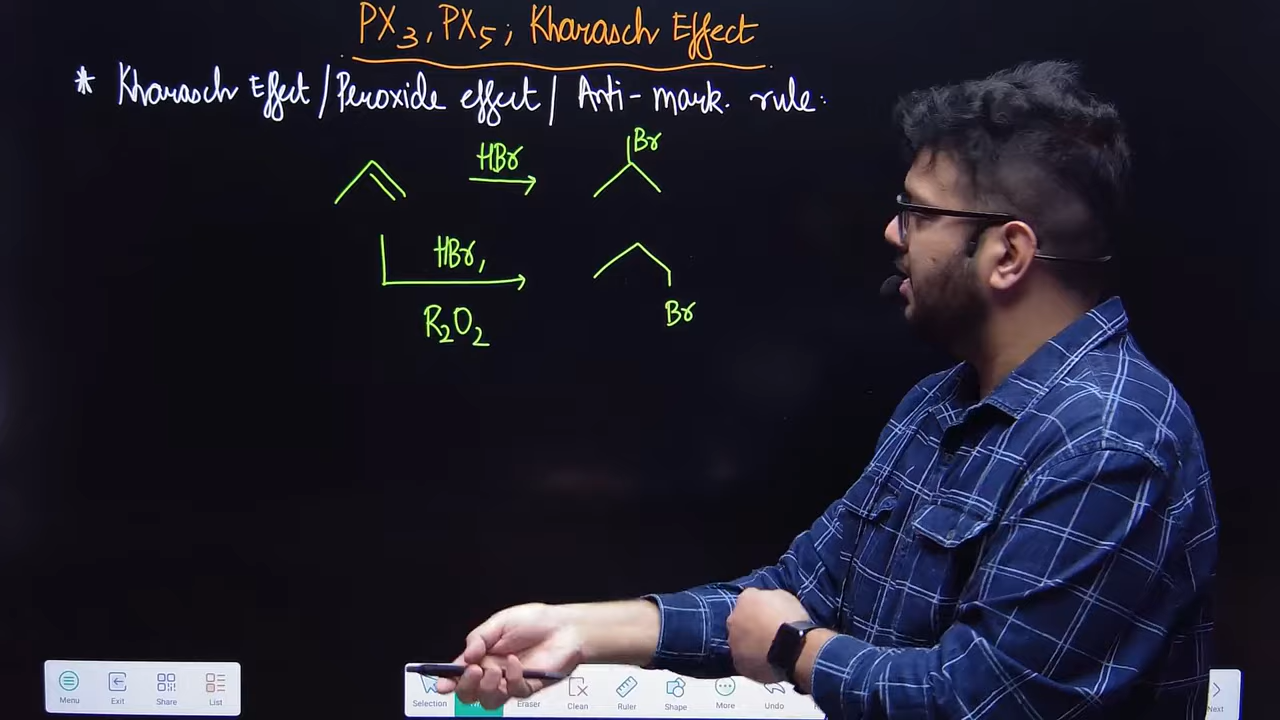 PX3, PX5, Kharasch Effect
* Kharasch Effect / Peroxide effect / Anti-mark. rule:
HBr
Br
HBr,
R2O2
Br
Menu Exit Share List Selection Eraser Clean Ruler Shape More Undo Next